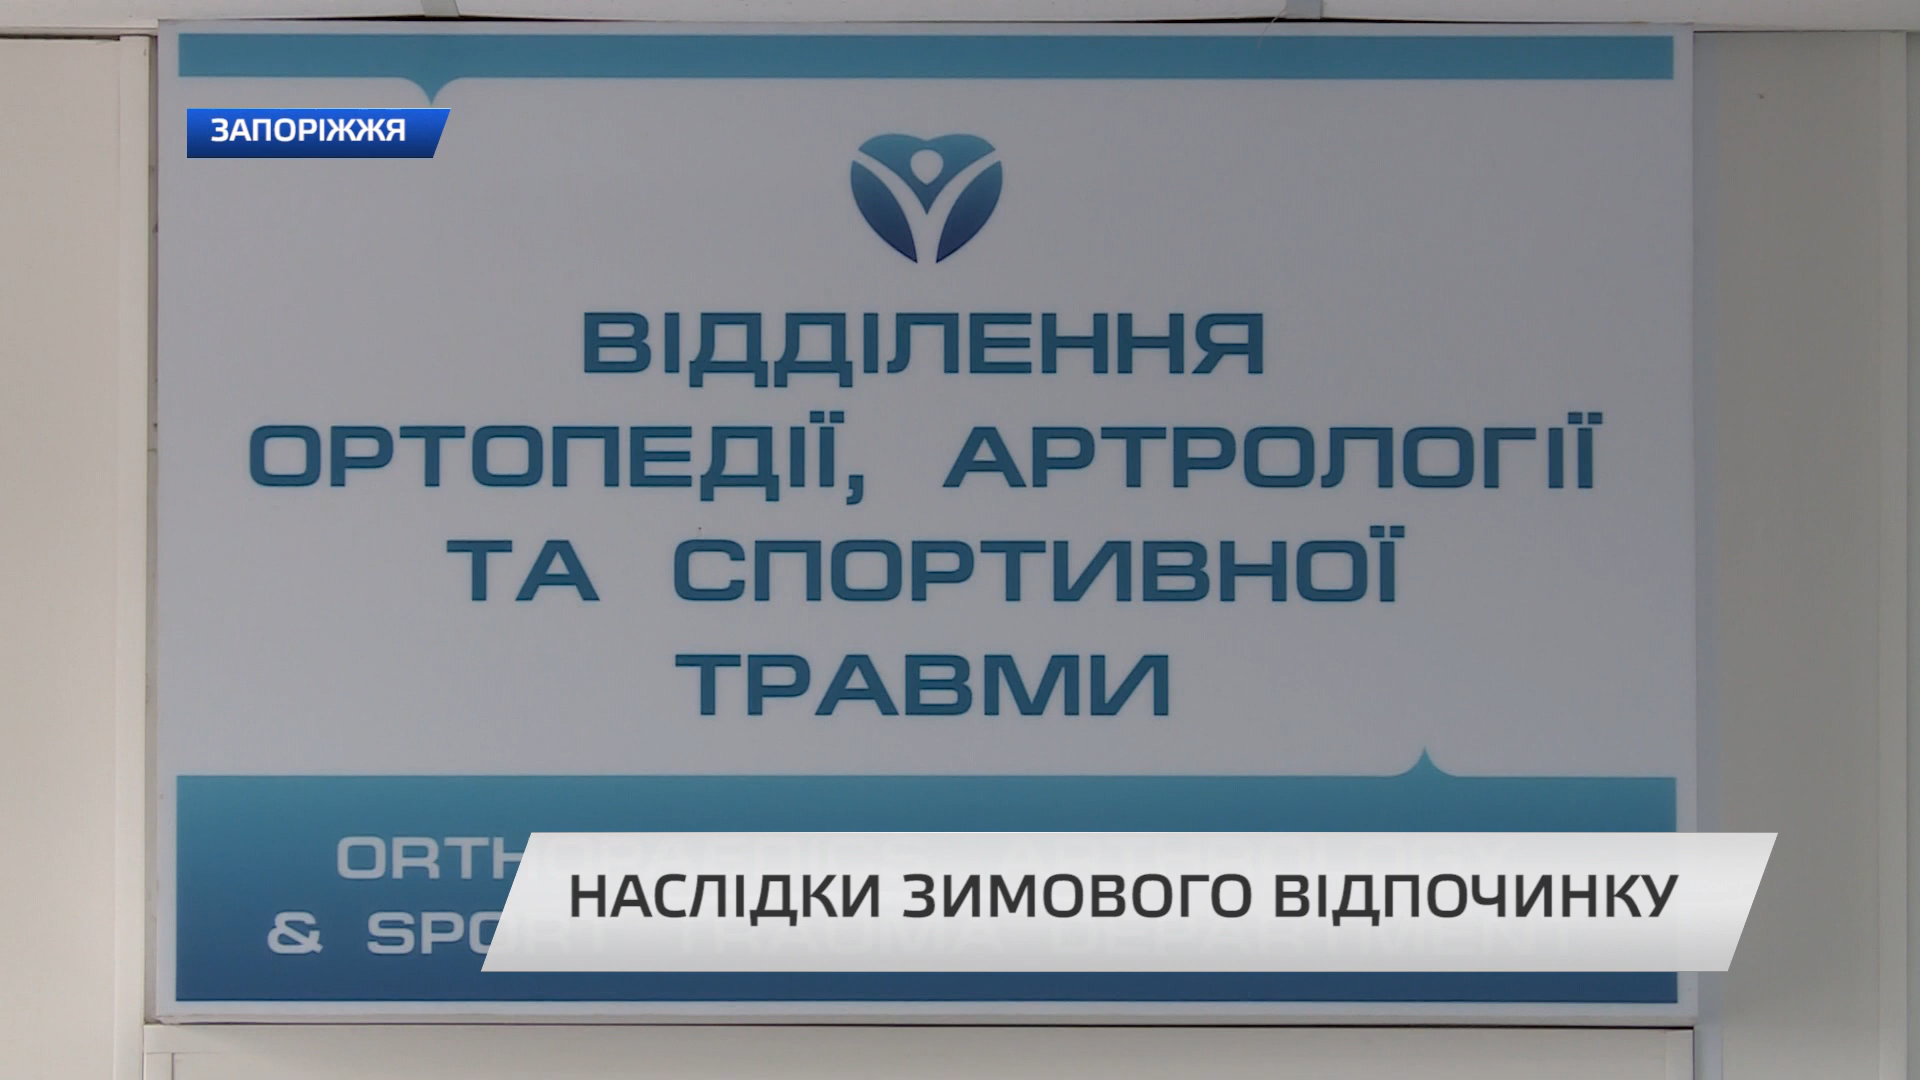 ЗАПОРІЖЖЯ
ВІДДІЛЕННЯ
ОРТОПЕДІЇ, АРТРОЛОГІЇ
ТА СПОРТИВНОЇ
ТРАВМИ
&
НАСЛІДКИ ЗИМОВОГО ВІДПОЧИНКУ